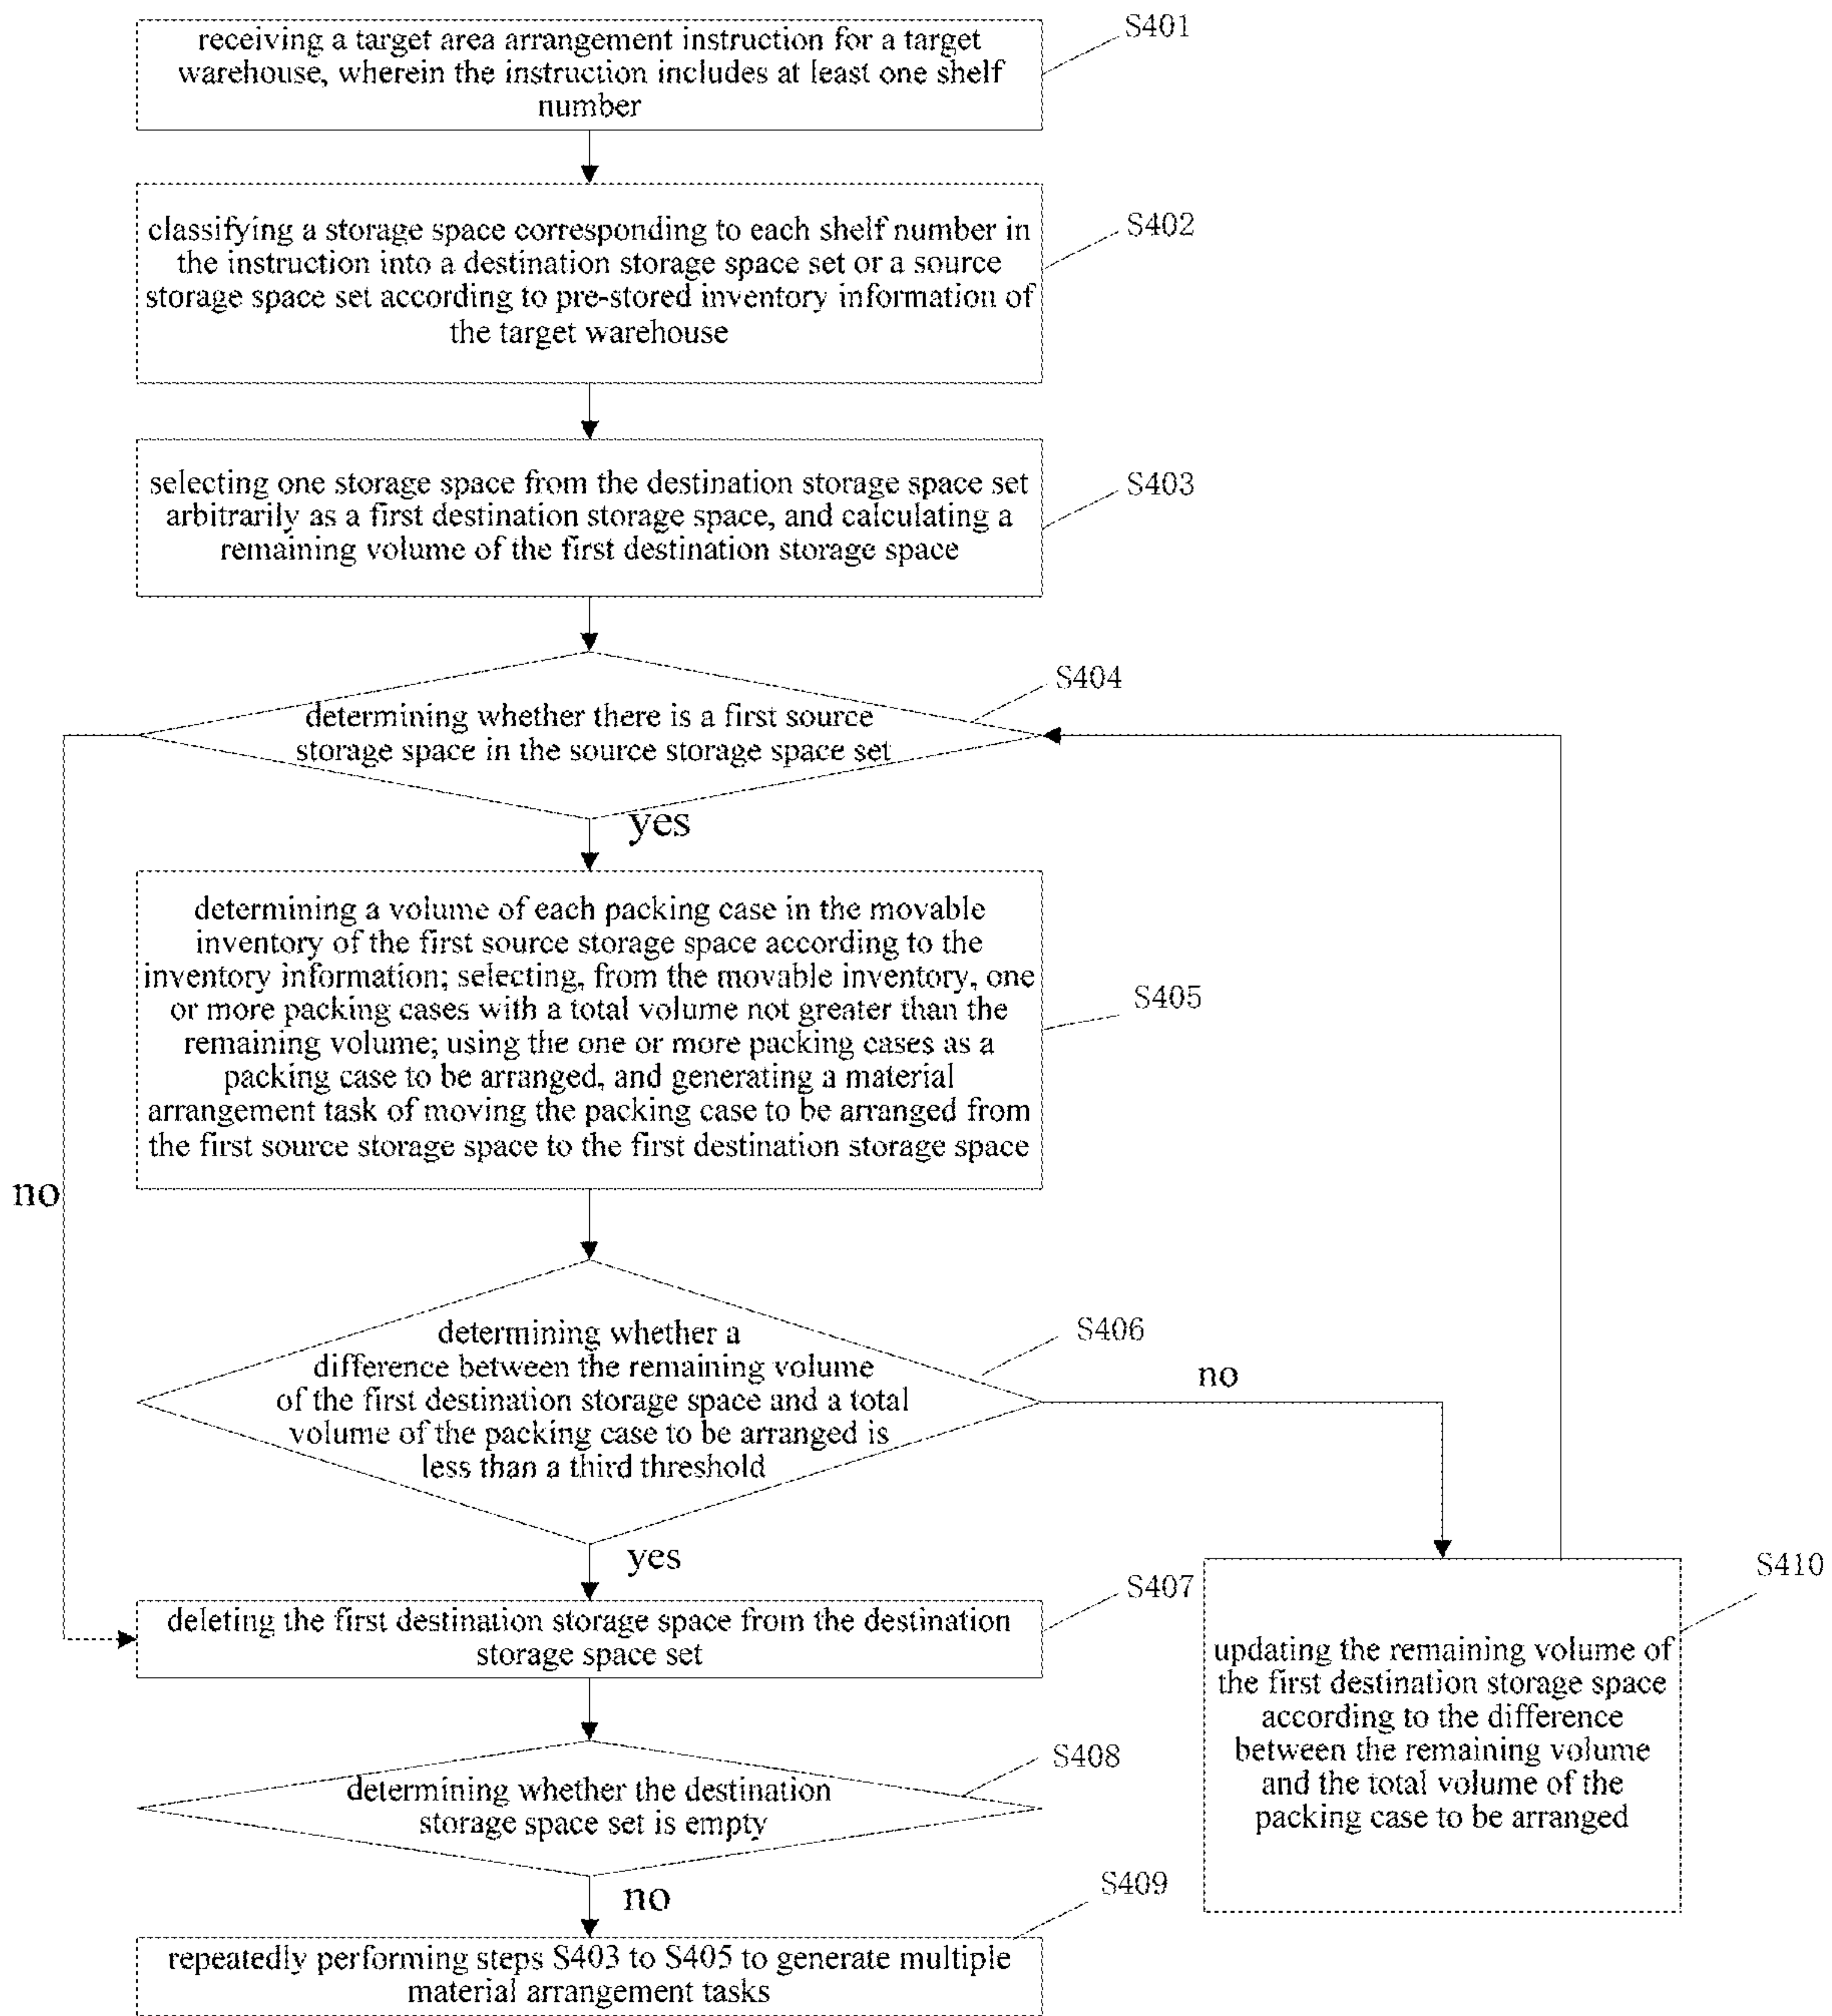 S401
receiving a target area arrangement instruction for a target
warehouse, wherein the instruction includes at least one shelf
number
S402
classifying a storage space corresponding to each shelf number in
the instruction into a destination storage space set or a source
storage space set according to pre-stored inventory information of
the target warehouse
S403
selecting one storage space from the destination storage space set
arbitrarily as a first destination storage space, and calculating a
remaining volume of the first destination storage space
S404
determining whether there is a first source
storage space in the source storage space set
yes
determining a volume of each packing case in the movable
inventory of the first source storage space according to the
inventory information; selecting, from the movable inventory, one
or more packing cases with a total volume not greater than the
remaining volume; using the one or more packing cases as a
packing case to be arranged, and generating a material
arrangement task of moving the packing case to be arranged from
the first source storage space to the first destination storage space
S405
no
determining whether a
difference between the remaining volume
of the first destination storage space and a total
volume of the packing case to be arranged is
less than a third threshold
S406
no
yes
S407
deleting the first destination storage space from the destination
storage space set
S410
updating the remaining volume of
the first destination storage space
according to the difference
between the remaining volume
and the total volume of the
packing case to be arranged
S408
determining whether the destination
storage space set is empty
no
S409
repeatedly performing steps S403 to S405 to generate multiple
material arrangement tasks